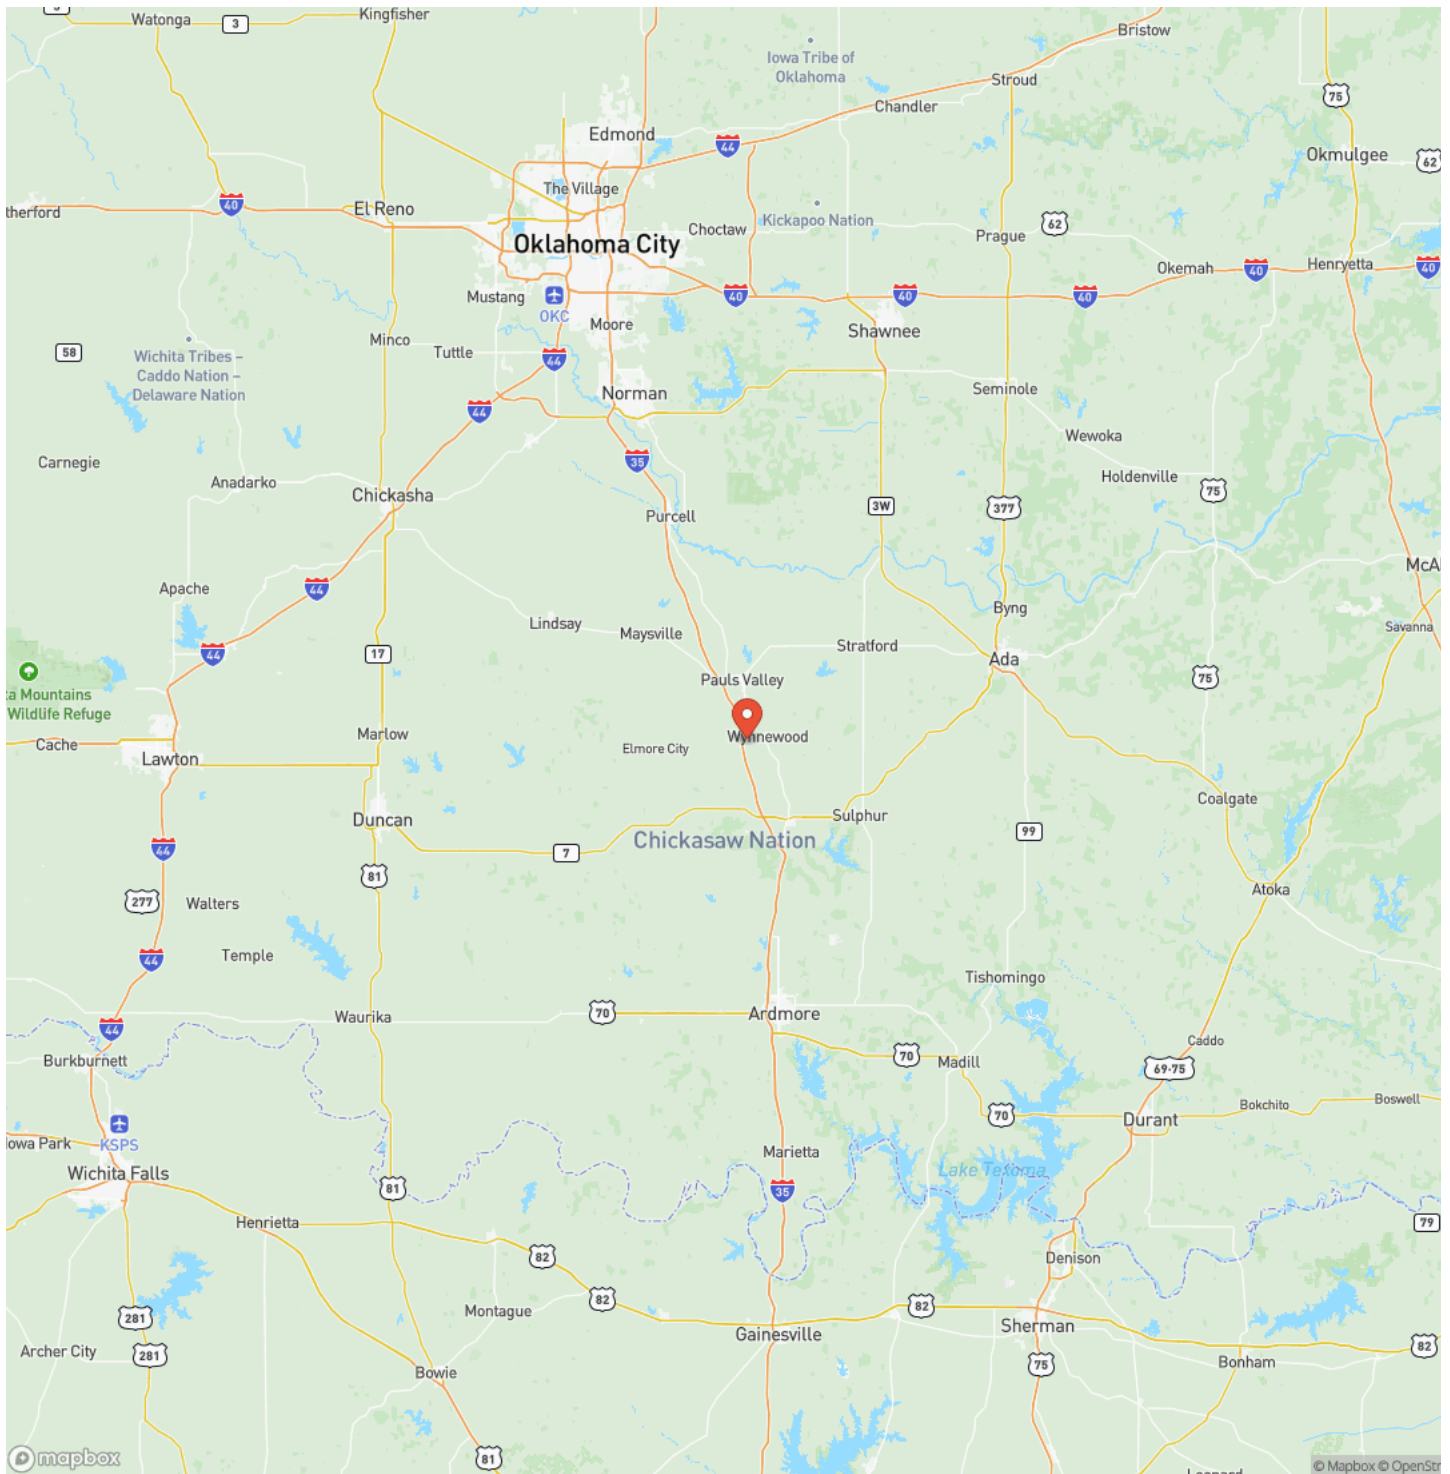 Watonga
3
Kingfisher
Bristow
Iowa Tribe of
Oklahoma
Stroud
75
Chandler
Edmond
44
Okmulgee
62
The Village
40
El Reno
Kickapoo Nation
Choctaw
62
Prague
Oklahoma City
Okemah
40
Henryetta
40
Mustang
OKC
40
40
40
Moore
Shawnee
58
Minco
Tuttle
44
Wichita Tribes –
Caddo Nation –
Delaware Nation
Norman
Seminole
44
Wewoka
Carnegie
35
Anadarko
Chickasha
Holdenville
75
3W
377
Purcell
Apache
44
McAl
Byng
Lindsay
Maysville
Savanna
Stratford
44
17
Ada
75
Pauls Valley
ta Mountains
Wildlife Refuge
Cache
Marlow
Wynnewood
Elmore City
Lawton
Coalgate
Duncan
Sulphur
99
Chickasaw Nation
44
7
81
Atoka
277
Walters
Temple
44
Tishomingo
Waurika
70
Ardmore
44
Caddo
Burkburnett
70
Madill
69-75
Boswell
Bokchito
70
Durant
KSPS
Iowa Park
Marietta
Wichita Falls
Lake Texoma
81
35
Henrietta
79
82
Denison
82
82
281
Montague
Gainesville
Sherman
82
Archer City
281
75
Bonham
Bowie
mapbox
81
© Mapbox © OpenStr